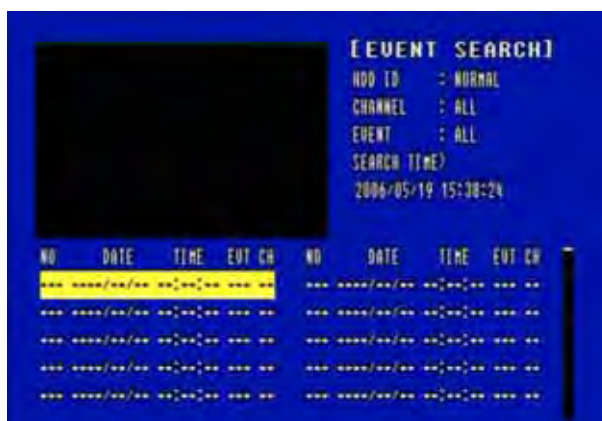 [EVENT SEARCH]
HDD ID : NORMAL
CHANNEL : ALL
EVENT : ALL
SEARCH TIME)
2006/05/19 15:38:24
NO DATE TIME EVT CH NO DATE TIME EVT CH
--- ----/--/-- --:--:-- --- -- --- ----/--/-- --:--:-- --- --
--- ----/--/-- --:--:-- --- -- --- ----/--/-- --:--:-- --- --
--- ----/--/-- --:--:-- --- -- --- ----/--/-- --:--:-- --- --
--- ----/--/-- --:--:-- --- -- --- ----/--/-- --:--:-- --- --
--- ----/--/-- --:--:-- --- -- --- ----/--/-- --:--:-- --- --